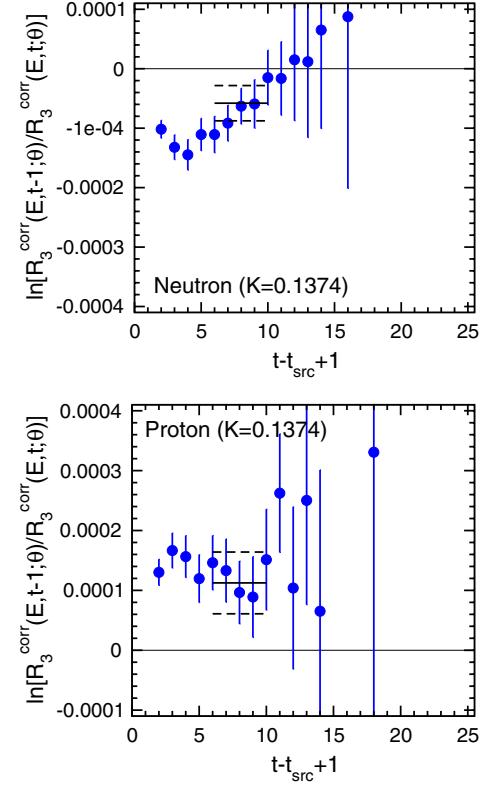 0.0001
0
-1e-04
-0.0002
-0.0003
-0.0004
ln[R₃ᶜᵒʳʳ(E,t-1;θ)/R₃ᶜᵒʳʳ(E,t;θ)]
Neutron (K=0.1374)
0 5 10 15 20 25
t-t_src+1
0.0004
0.0003
0.0002
0.0001
0
-0.0001
ln[R₃ᶜᵒʳʳ(E,t-1;θ)/R₃ᶜᵒʳʳ(E,t;θ)]
Proton (K=0.1374)
0 5 10 15 20 25
t-t_src+1